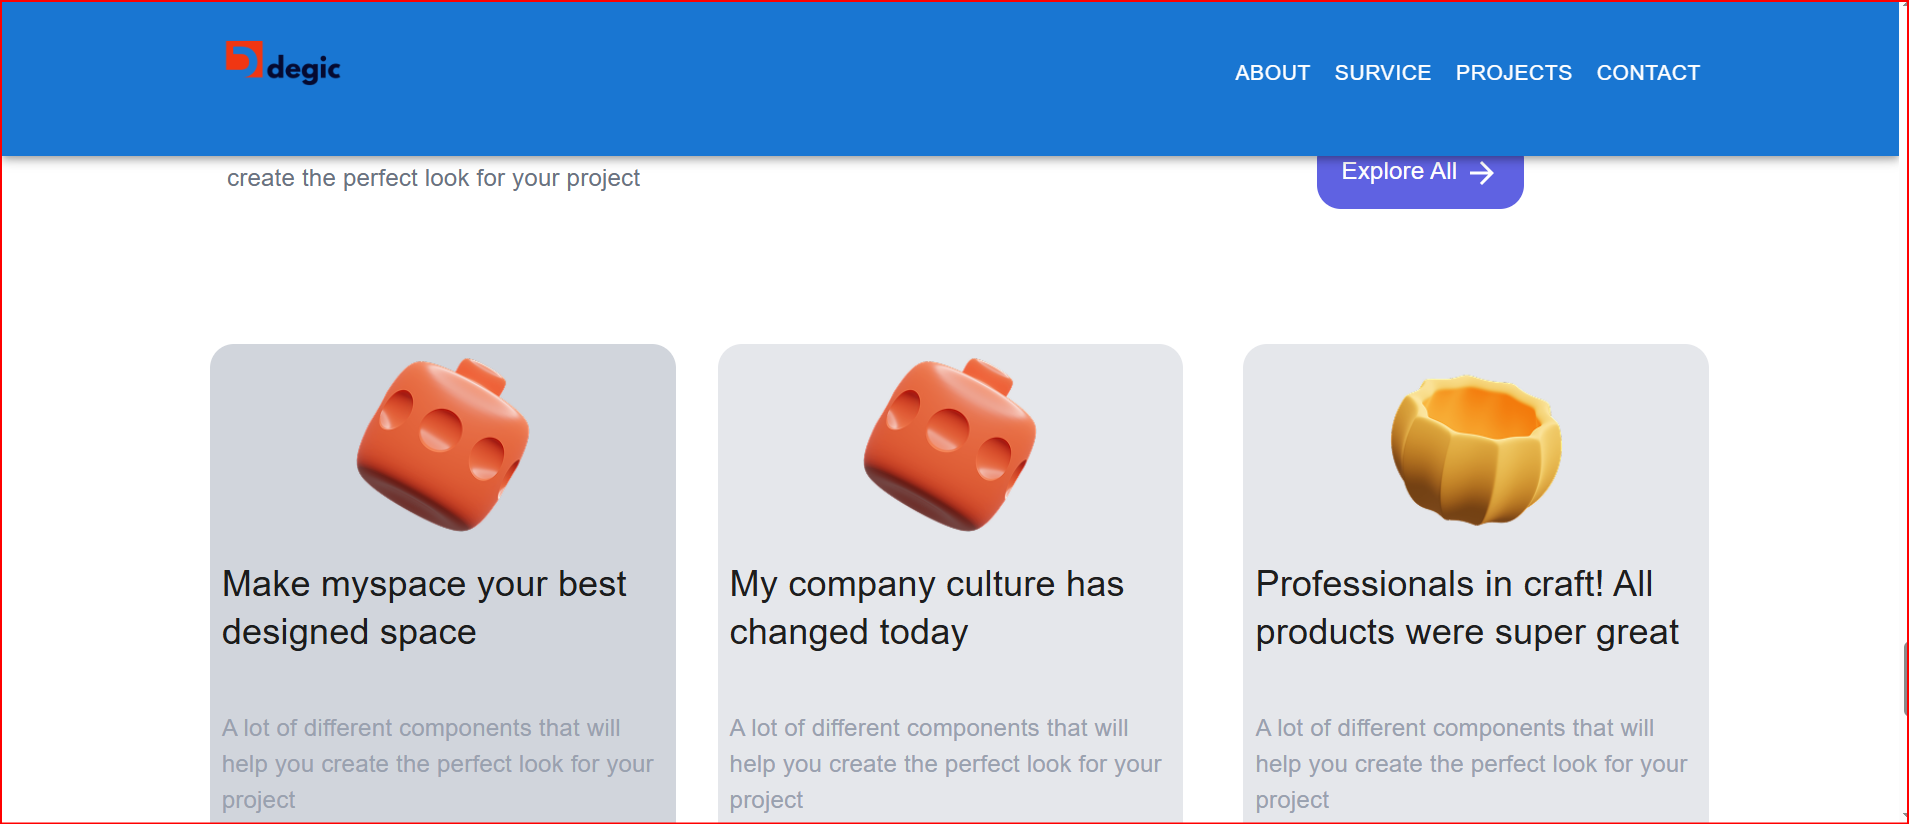 degic
ABOUT SURVICE PROJECTS CONTACT
create the perfect look for your project
Explore All
Make myspace your best
designed space
A lot of different components that will
help you create the perfect look for your
project
My company culture has
changed today
A lot of different components that will
help you create the perfect look for your
project
Professionals in craft! All
products were super great
A lot of different components that will
help you create the perfect look for your
project